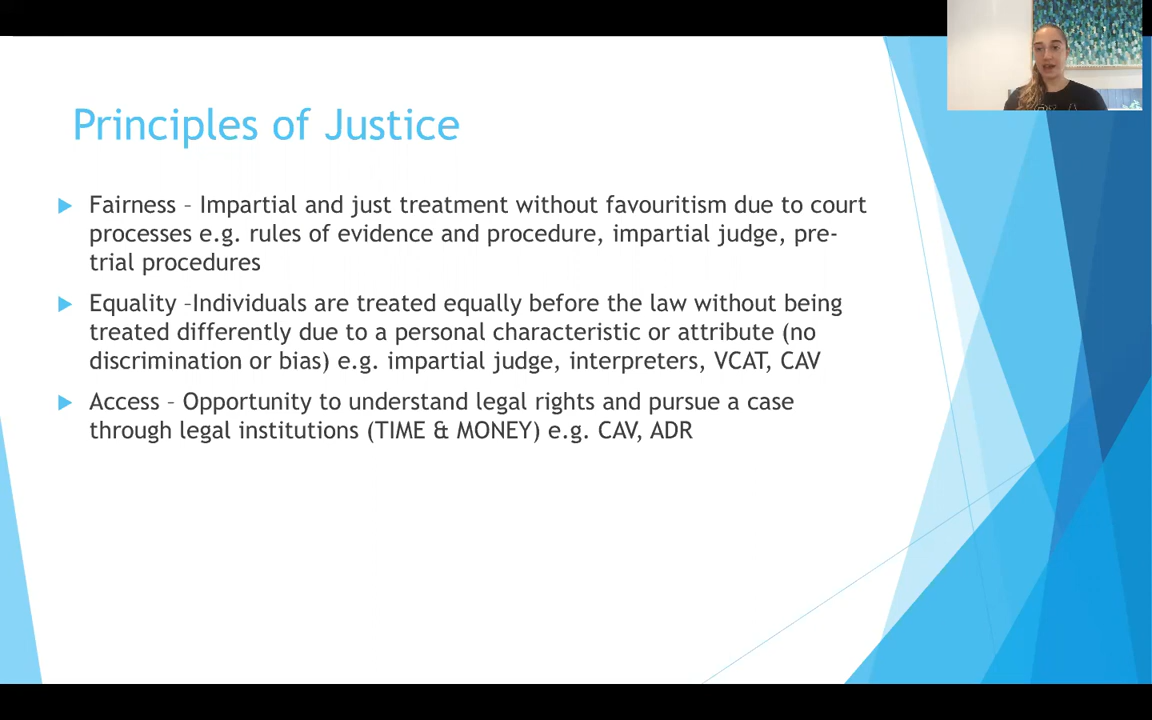 Principles of Justice
Fairness – Impartial and just treatment without favouritism due to court
processes e.g. rules of evidence and procedure, impartial judge, pre-
trial procedures
Equality –Individuals are treated equally before the law without being
treated differently due to a personal characteristic or attribute (no
discrimination or bias) e.g. impartial judge, interpreters, VCAT, CAV
Access – Opportunity to understand legal rights and pursue a case
through legal institutions (TIME & MONEY) e.g. CAV, ADR